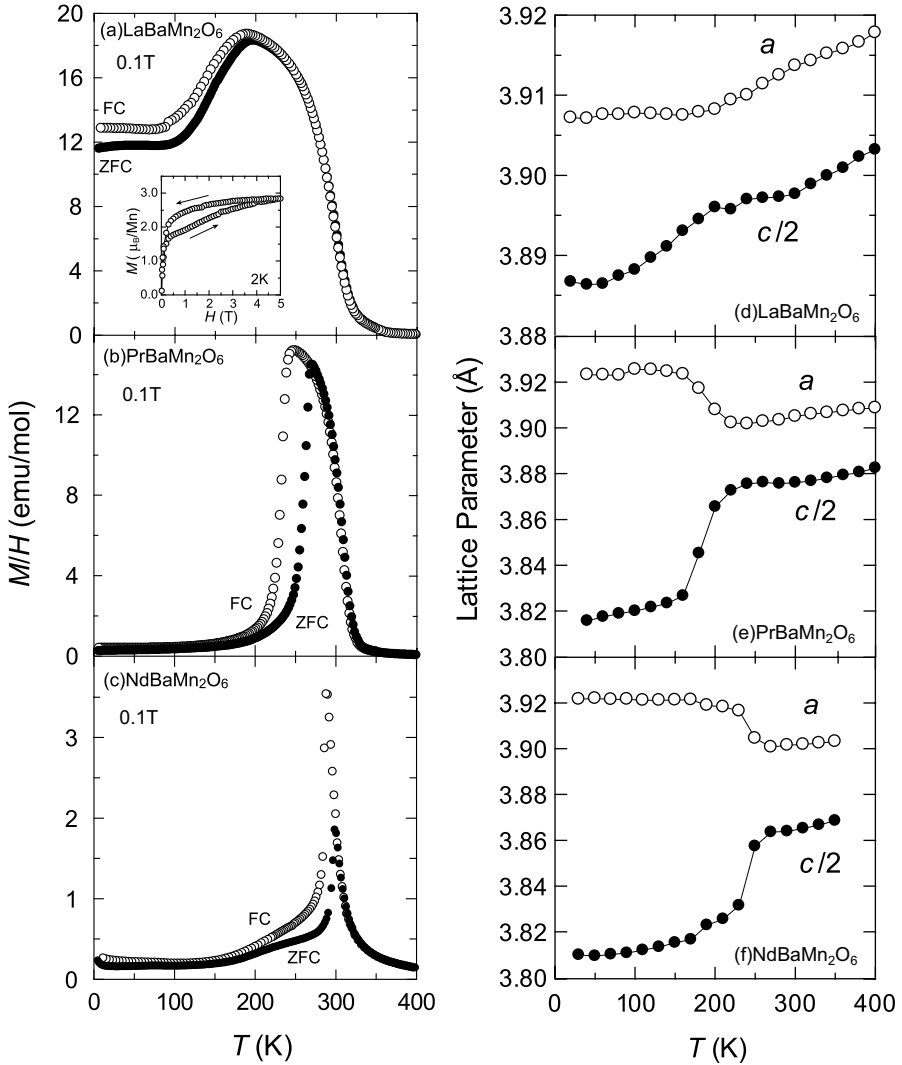 (a)LaBaMn₂O₆
0.1T
FC
ZFC
M (μ_B/Mn)
3.0
2.0
1.0
0.0
0
1
2
3
4
5
H (T)
2K
20
16
12
8
4
0
(b)PrBaMn₂O₆
0.1T
FC
ZFC
12
8
4
0
M/H (emu/mol)
(c)NdBaMn₂O₆
0.1T
FC
ZFC
3
2
1
0
0 100 200 300 400
T (K)
3.92
3.91
3.90
3.89
3.88
a
c/2
(d)LaBaMn₂O₆
Lattice Parameter (Å)
3.92
3.90
3.88
3.86
3.84
3.82
3.80
a
c/2
(e)PrBaMn₂O₆
3.92
3.90
3.88
3.86
3.84
3.82
3.80
a
c/2
(f)NdBaMn₂O₆
0 100 200 300 400
T (K)